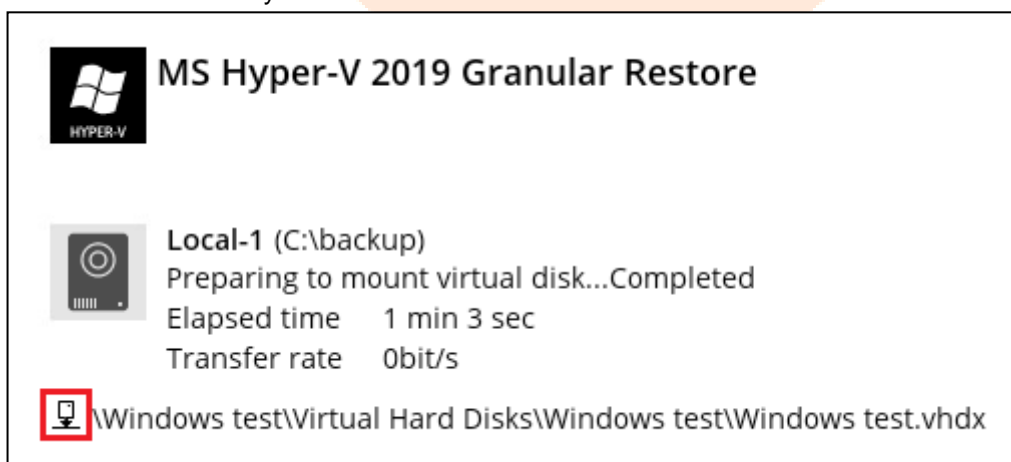 MS Hyper-V 2019 Granular Restore
HYPER-V
Local-1 (C:\backup)
Preparing to mount virtual disk...Completed
Elapsed time 1 min 3 sec
Transfer rate 0bit/s
\Windows test\Virtual Hard Disks\Windows test\Windows test.vhdx